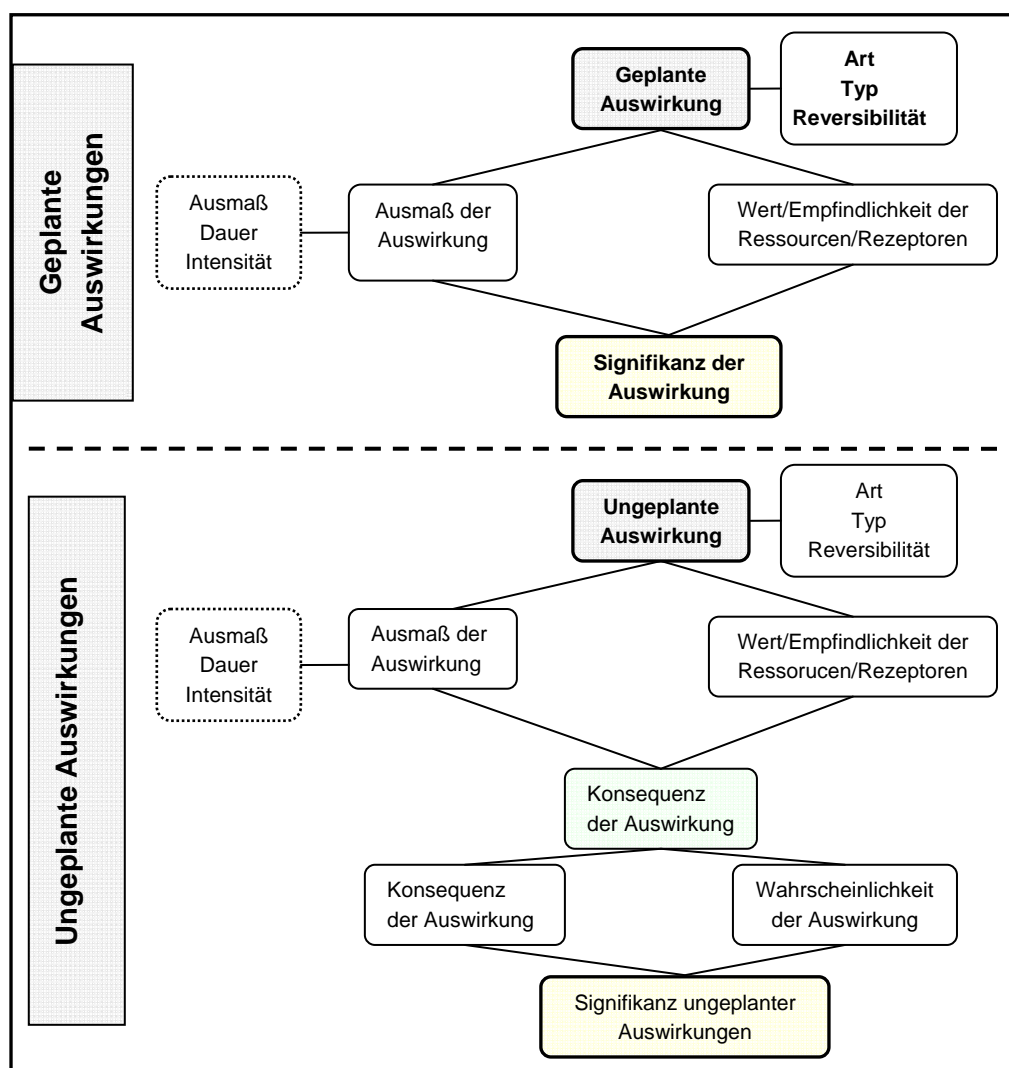 Geplante
Auswirkungen
Geplante
Auswirkung
Art
Typ
Reversibilität
Ausmaß
Dauer
Intensität
Ausmaß der
Auswirkung
Wert/Empfindlichkeit der
Ressourcen/Rezeptoren
Signifikanz der
Auswirkung
Ungeplante Auswirkungen
Ungeplante
Auswirkung
Art
Typ
Reversibilität
Ausmaß
Dauer
Intensität
Ausmaß der
Auswirkung
Wert/Empfindlichkeit der
Ressorucen/Rezeptoren
Konsequenz
der Auswirkung
Konsequenz
der Auswirkung
Wahrscheinlichkeit
der Auswirkung
Signifikanz ungeplanter
Auswirkungen